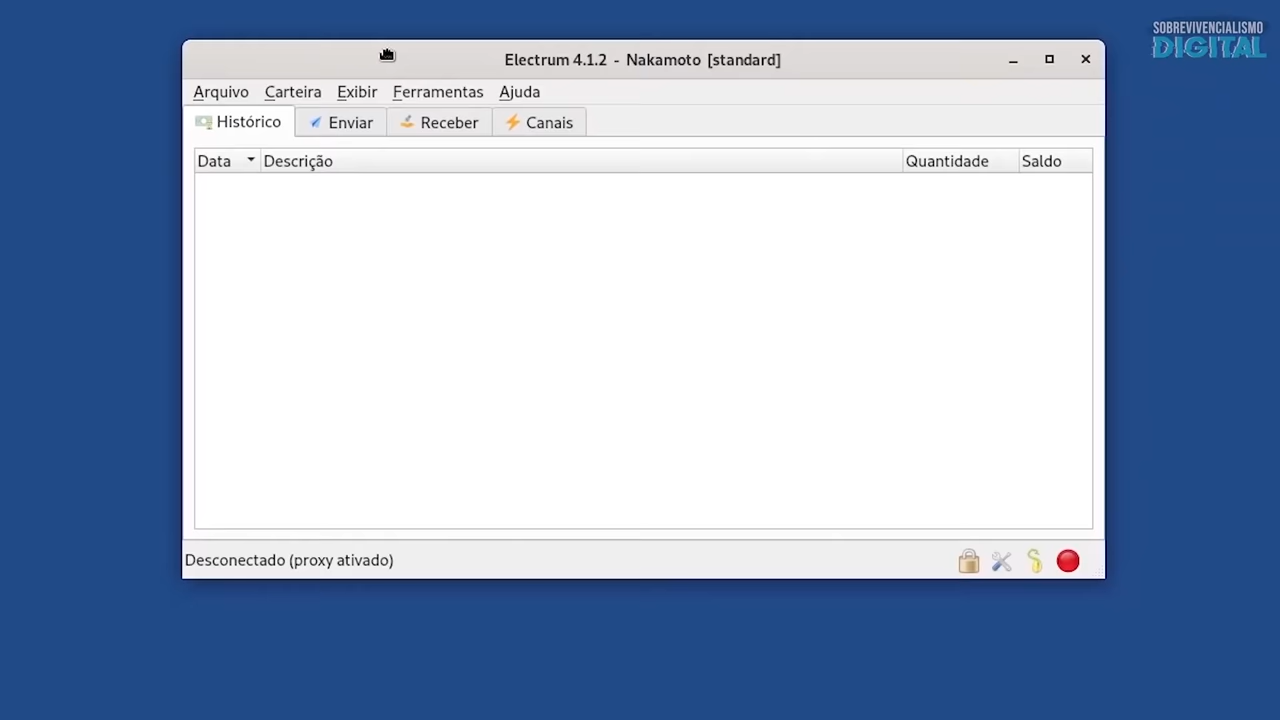 SOBREVIVENCIALISMO
DIGITAL
Electrum 4.1.2 - Nakamoto [standard]
Arquivo Carteira Exibir Ferramentas Ajuda
Histórico Enviar Receber Canais
Data Descrição Quantidade Saldo
Desconectado (proxy ativado)